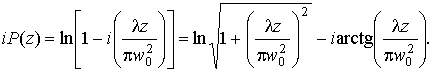 iP(z) = ln[1 − i(λz/πw₀²)] = ln√(1 + (λz/πw₀²)²) − i arctg(λz/πw₀²).